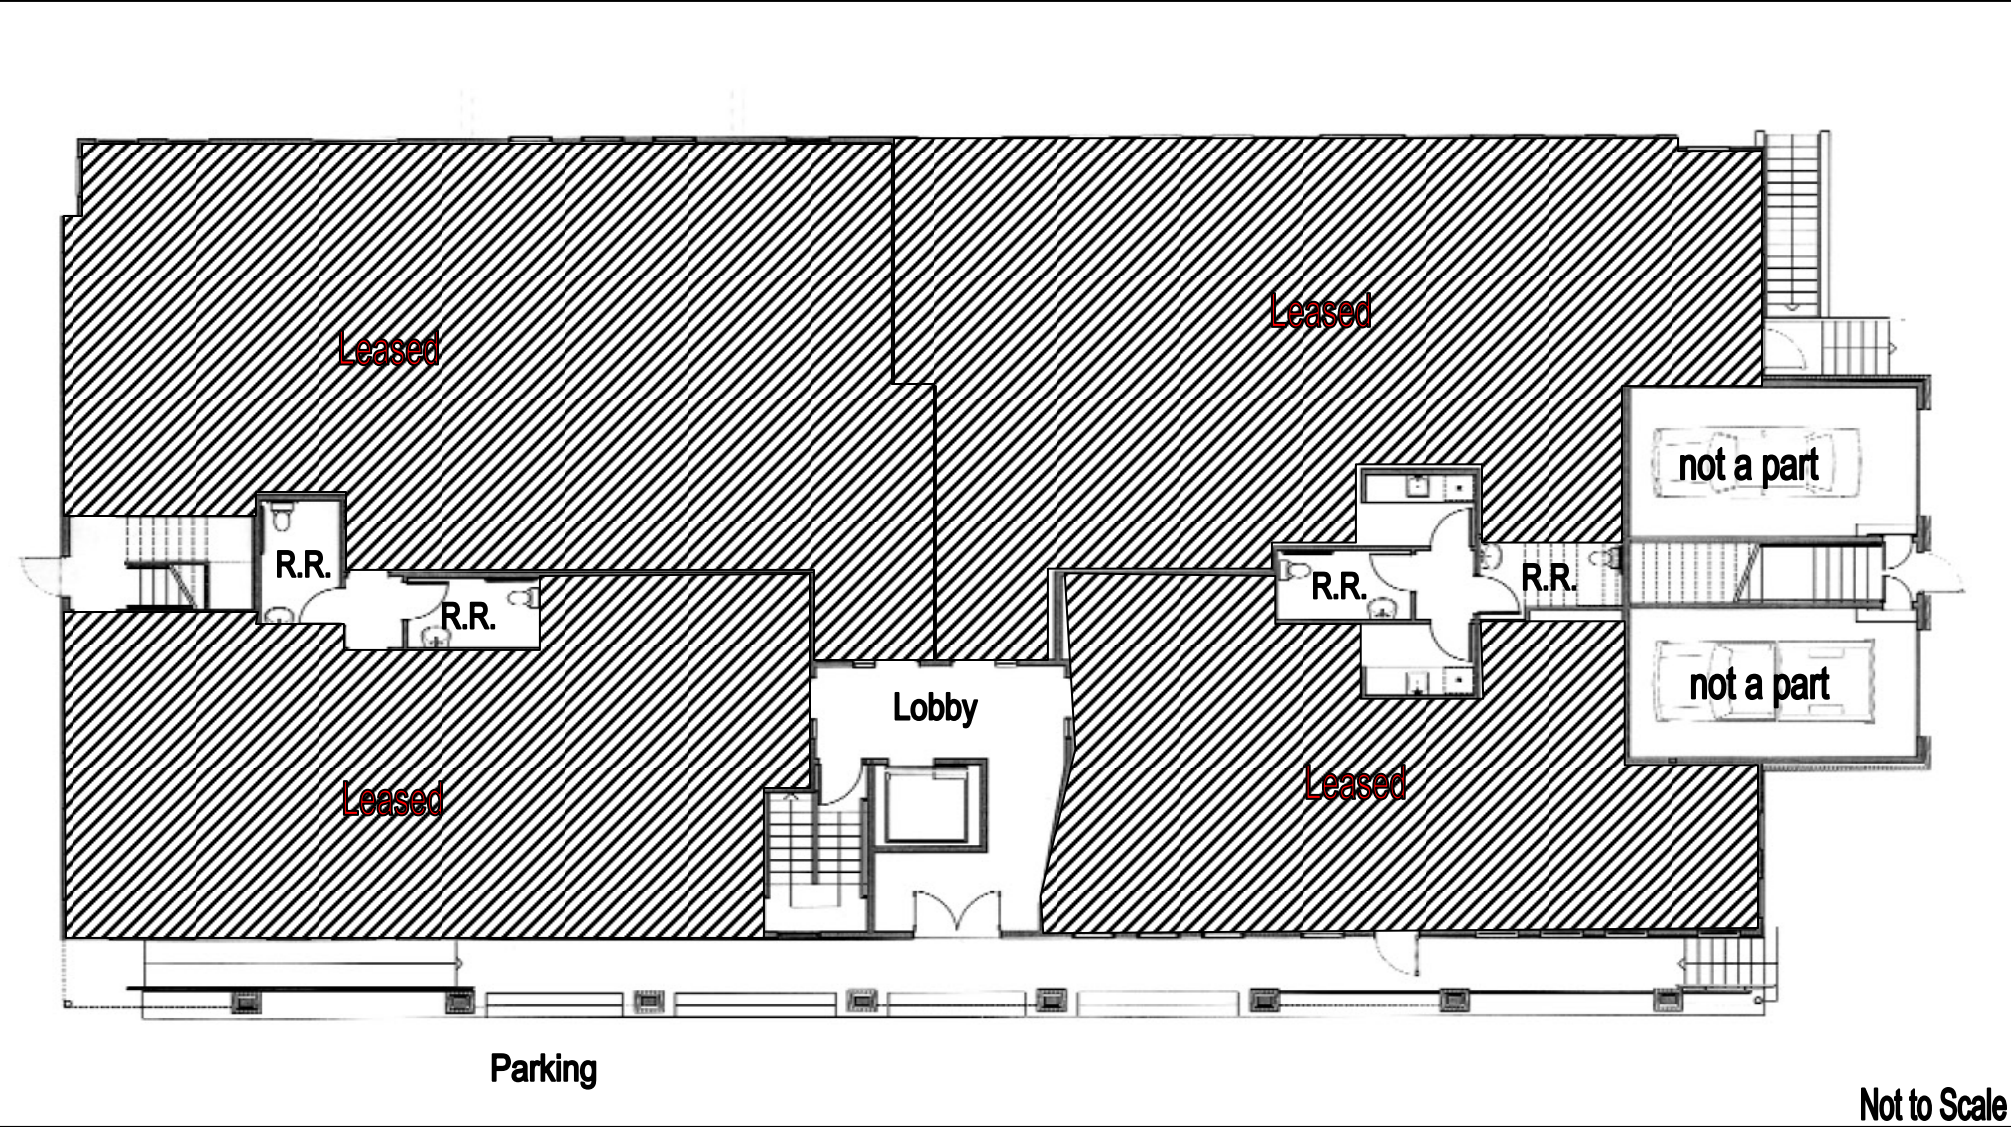 Leased
Leased
not a part
R.R.
R.R.
R.R.
R.R.
not a part
Lobby
Leased
Leased
Parking
Not to Scale